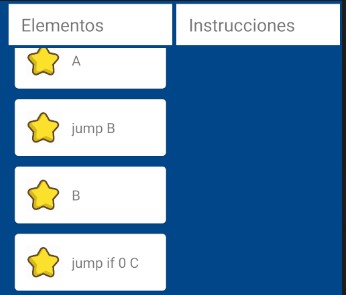 Elementos
Instrucciones
A
jump B
B
jump if 0 C